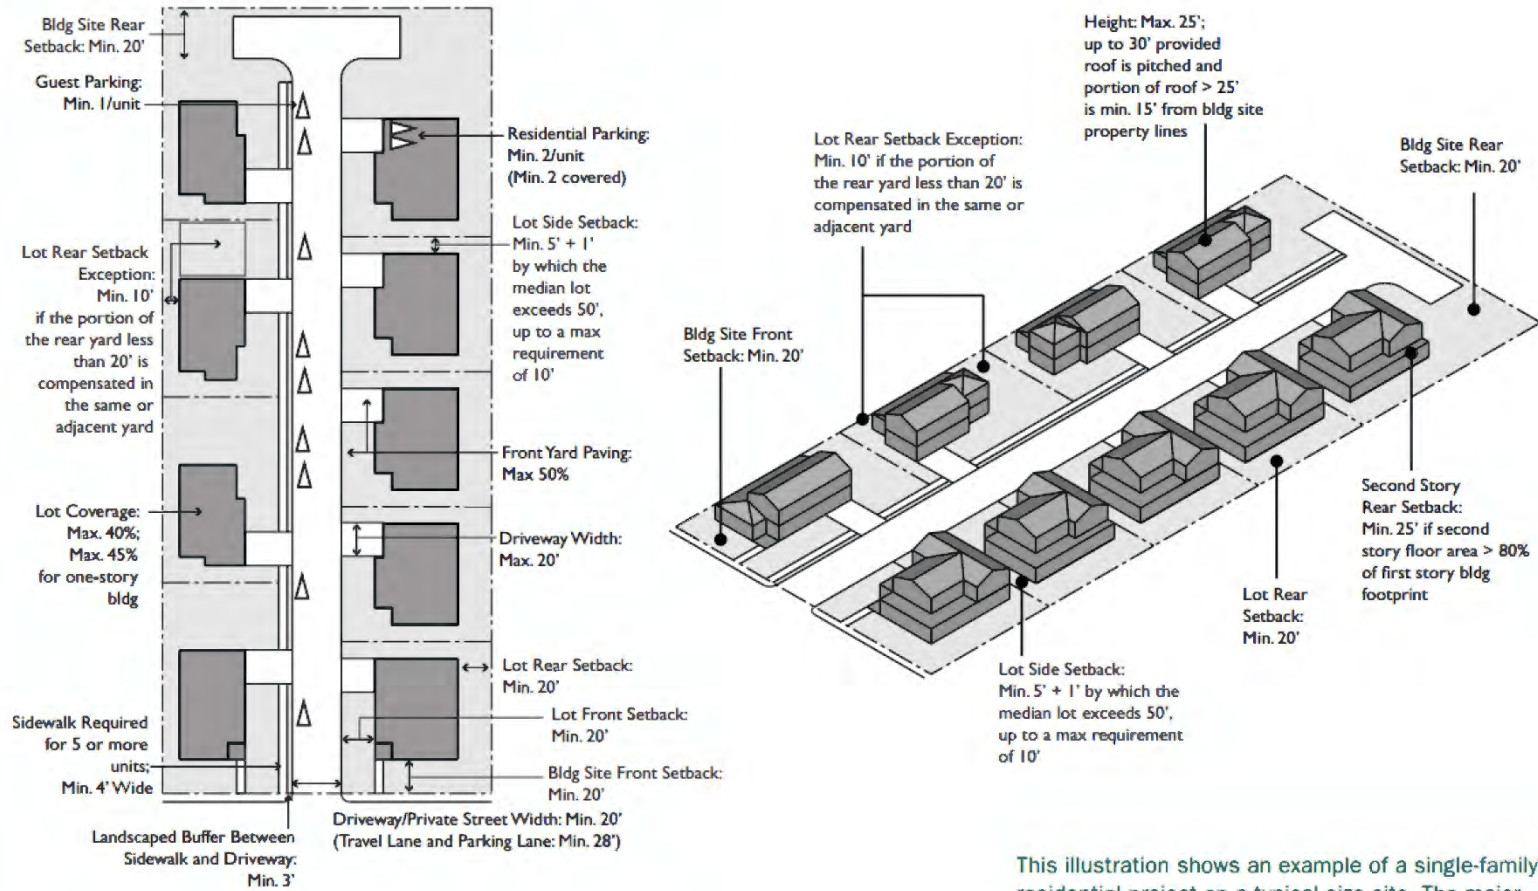 Bldg Site Rear
Setback: Min. 20'
Guest Parking:
Min. 1/unit
Lot Rear Setback
Exception:
Min. 10'
if the portion of
the rear yard less
than 20' is
compensated in
the same or
adjacent yard
Lot Coverage:
Max. 40%;
Max. 45%
for one-story
bldg
Sidewalk Required
for 5 or more
units;
Min. 4' Wide
Landscaped Buffer Between
Sidewalk and Driveway:
Min. 3'
Residential Parking:
Min. 2/unit
(Min. 2 covered)
Lot Side Setback:
Min. 5' + 1'
by which the
median lot
exceeds 50',
up to a max
requirement
of 10'
Front Yard Paving:
Max 50%
Driveway Width:
Max. 20'
Lot Rear Setback:
Min. 20'
Lot Front Setback:
Min. 20'
Bldg Site Front Setback:
Min. 20'
Driveway/Private Street Width: Min. 20'
(Travel Lane and Parking Lane: Min. 28')
Height: Max. 25';
up to 30' provided
roof is pitched and
portion of roof > 25'
is min. 15' from bldg site
property lines
Lot Rear Setback Exception:
Min. 10' if the portion of
the rear yard less than 20' is
compensated in the same or
adjacent yard
Bldg Site Rear
Setback: Min. 20'
Bldg Site Front
Setback: Min. 20'
Second Story
Rear Setback:
Min. 25' if second
story floor area > 80%
of first story bldg
footprint
Lot Rear
Setback:
Min. 20'
Lot Side Setback:
Min. 5' + 1' by which the
median lot exceeds 50',
up to a max requirement
of 10'
This illustration shows an example of a single-family
residential project on a typical size site. The major-